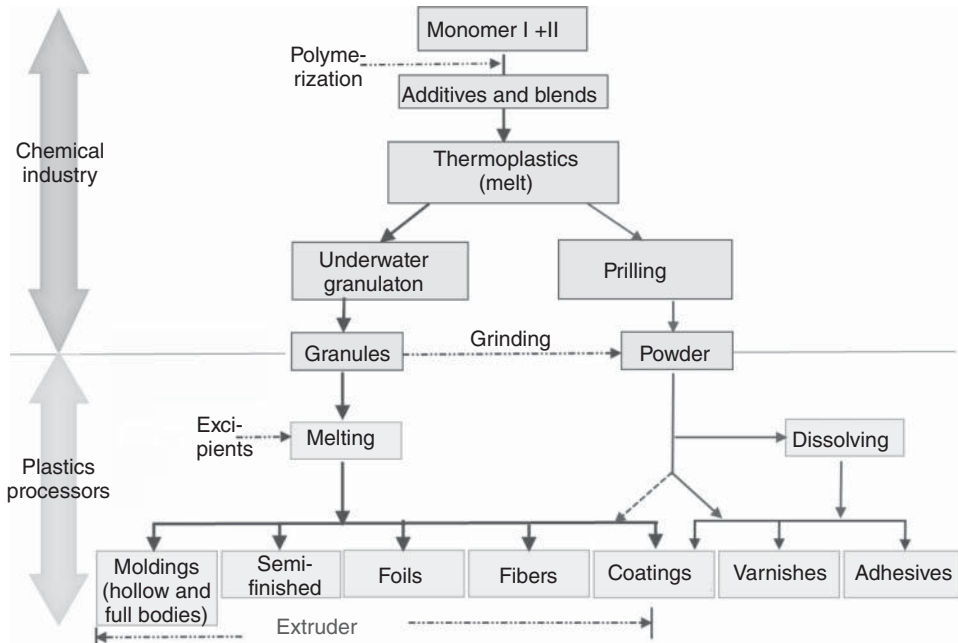 Monomer I +II
Polyme-
rization
Additives and blends
Chemical
industry
Thermoplastics
(melt)
Underwater
granulaton
Prilling
Granules
Grinding
Powder
Exci-
pients
Melting
Dissolving
Plastics
processors
Moldings
(hollow and
full bodies)
Semi-
finished
Foils
Fibers
Coatings
Varnishes
Adhesives
Extruder